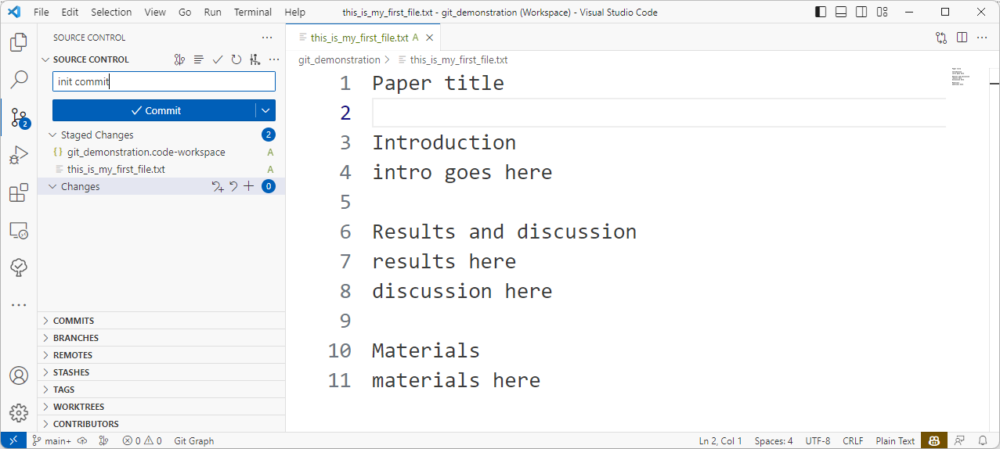 File Edit Selection View Go Run Terminal Help this_is_my_first_file.txt - git_demonstration (Workspace) - Visual Studio Code
SOURCE CONTROL
SOURCE CONTROL
init commit
Commit
Staged Changes 2
git_demonstration.code-workspace A
this_is_my_first_file.txt A
Changes 0
COMMITS
BRANCHES
REMOTES
STASHES
TAGS
WORKTREES
CONTRIBUTORS
2
this_is_my_first_file.txt A
git_demonstration > this_is_my_first_file.txt
1 Paper title
2
3 Introduction
4 intro goes here
5
6 Results and discussion
7 results here
8 discussion here
9
10 Materials
11 materials here
main+ 0 0 Git Graph Ln 2, Col 1 Spaces: 4 UTF-8 CRLF Plain Text